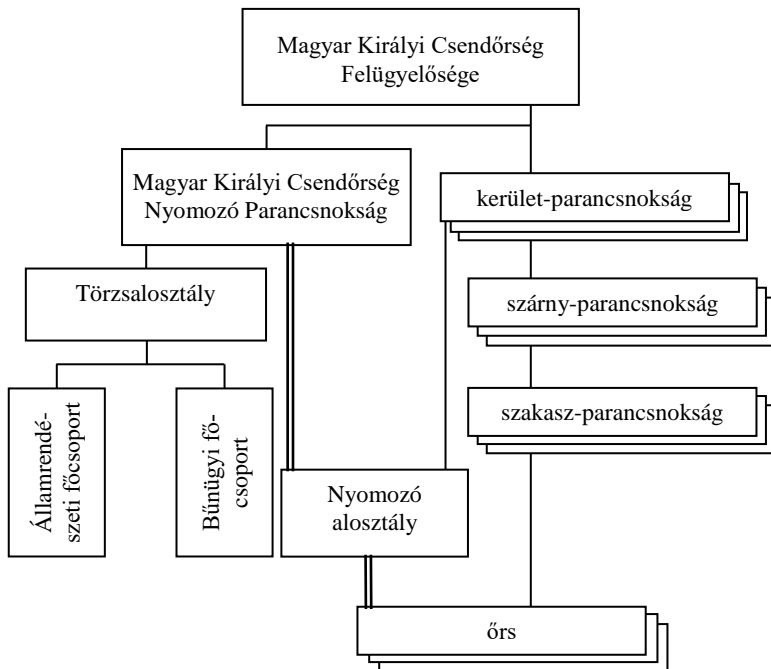 Magyar Királyi Csendőrség
Felügyelősége
Magyar Királyi Csendőrség
Nyomozó Parancsnokság
kerület-parancsnokság
Törzsalosztály
szárny-parancsnokság
Államrendé-
szeti főcsoport
Bűnügyi fő-
csoport
szakasz-parancsnokság
Nyomozó
alosztály
őrs